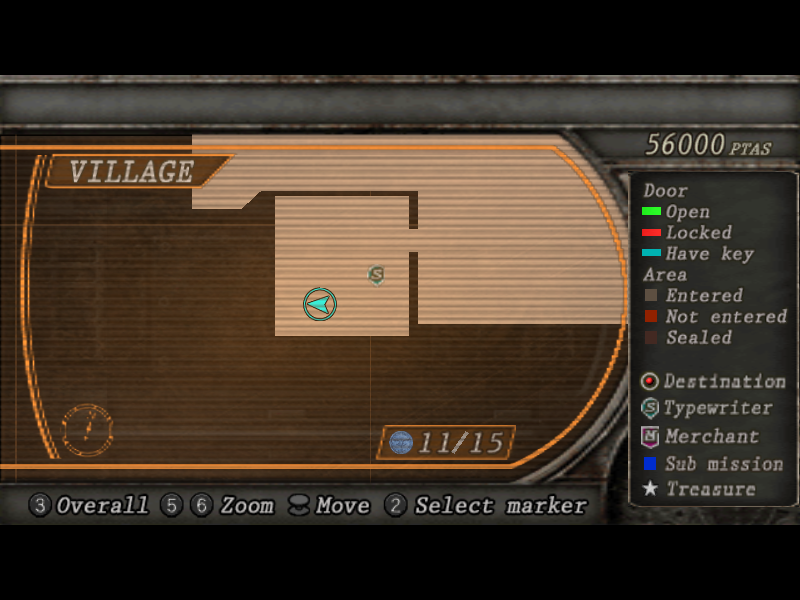 VILLAGE
56000 PTAS
Door
Open
Locked
Have key
Area
Entered
Not entered
Sealed
S
Destination
S Typewriter
M Merchant
Sub mission
Treasure
11/15
3 Overall 5 6 Zoom Move 2 Select marker